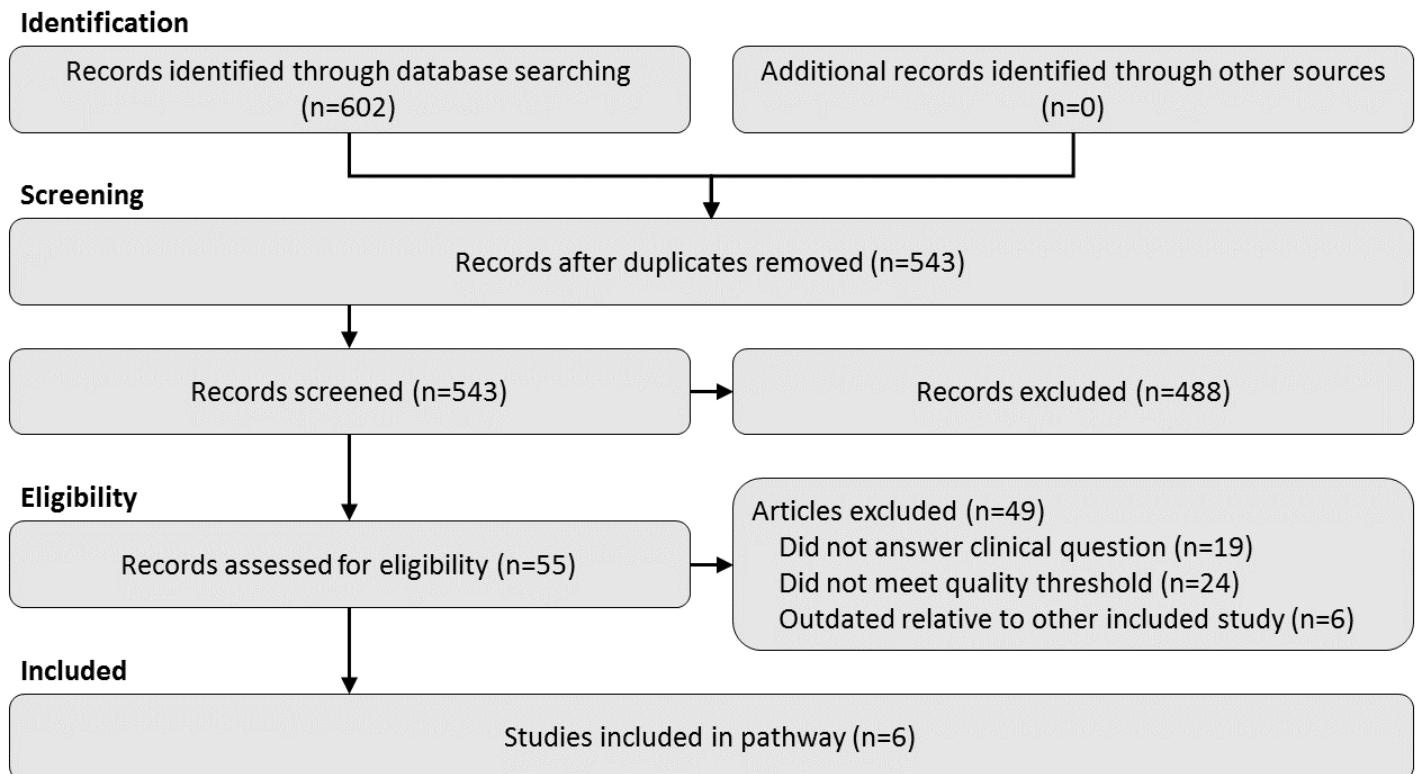 Identification
Records identified through database searching
(n=602)
Additional records identified through other sources
(n=0)
Screening
Records after duplicates removed (n=543)
Records screened (n=543)
Records excluded (n=488)
Eligibility
Records assessed for eligibility (n=55)
Articles excluded (n=49)
Did not answer clinical question (n=19)
Did not meet quality threshold (n=24)
Outdated relative to other included study (n=6)
Included
Studies included in pathway (n=6)